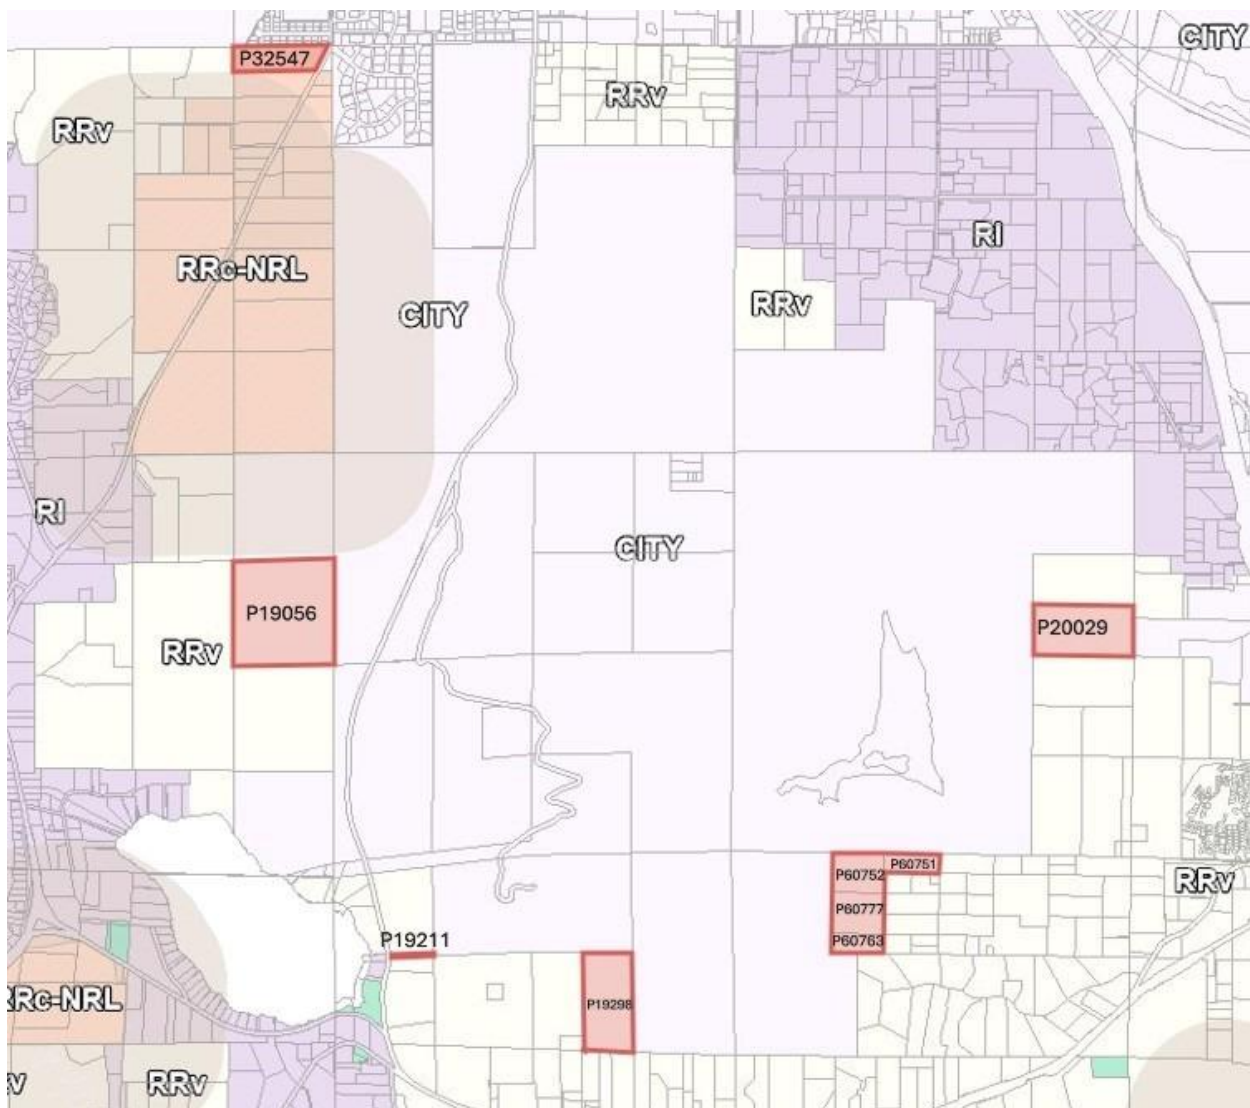 CITY
P32547
RRv
RRv
RI
RRc-NRL
RRv
CITY
RI
CITY
P19056
P20029
RRv
P60751
P60752
RRv
P60777
P60763
P19211
RRc-NRL
P19298
RRv